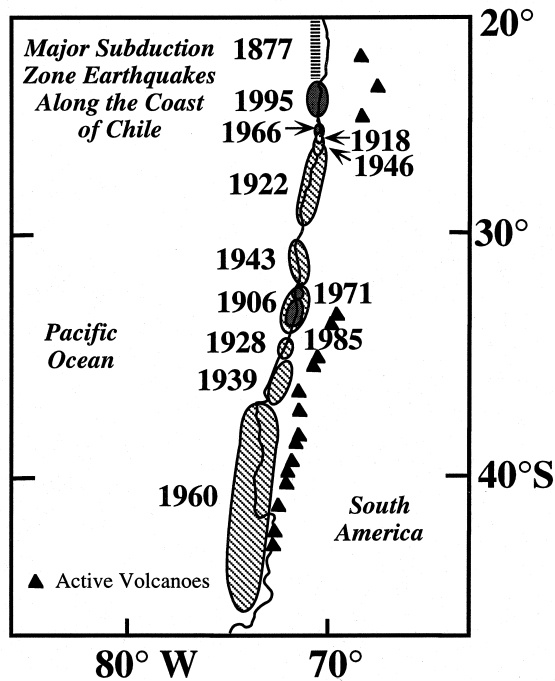 Major Subduction
Zone Earthquakes
Along the Coast
of Chile
1877
20°
1995
1966
1918
1946
1922
30°
1943
1906
1971
1985
1928
1939
Pacific
Ocean
1960
40°S
South
America
Active Volcanoes
80° W
70°